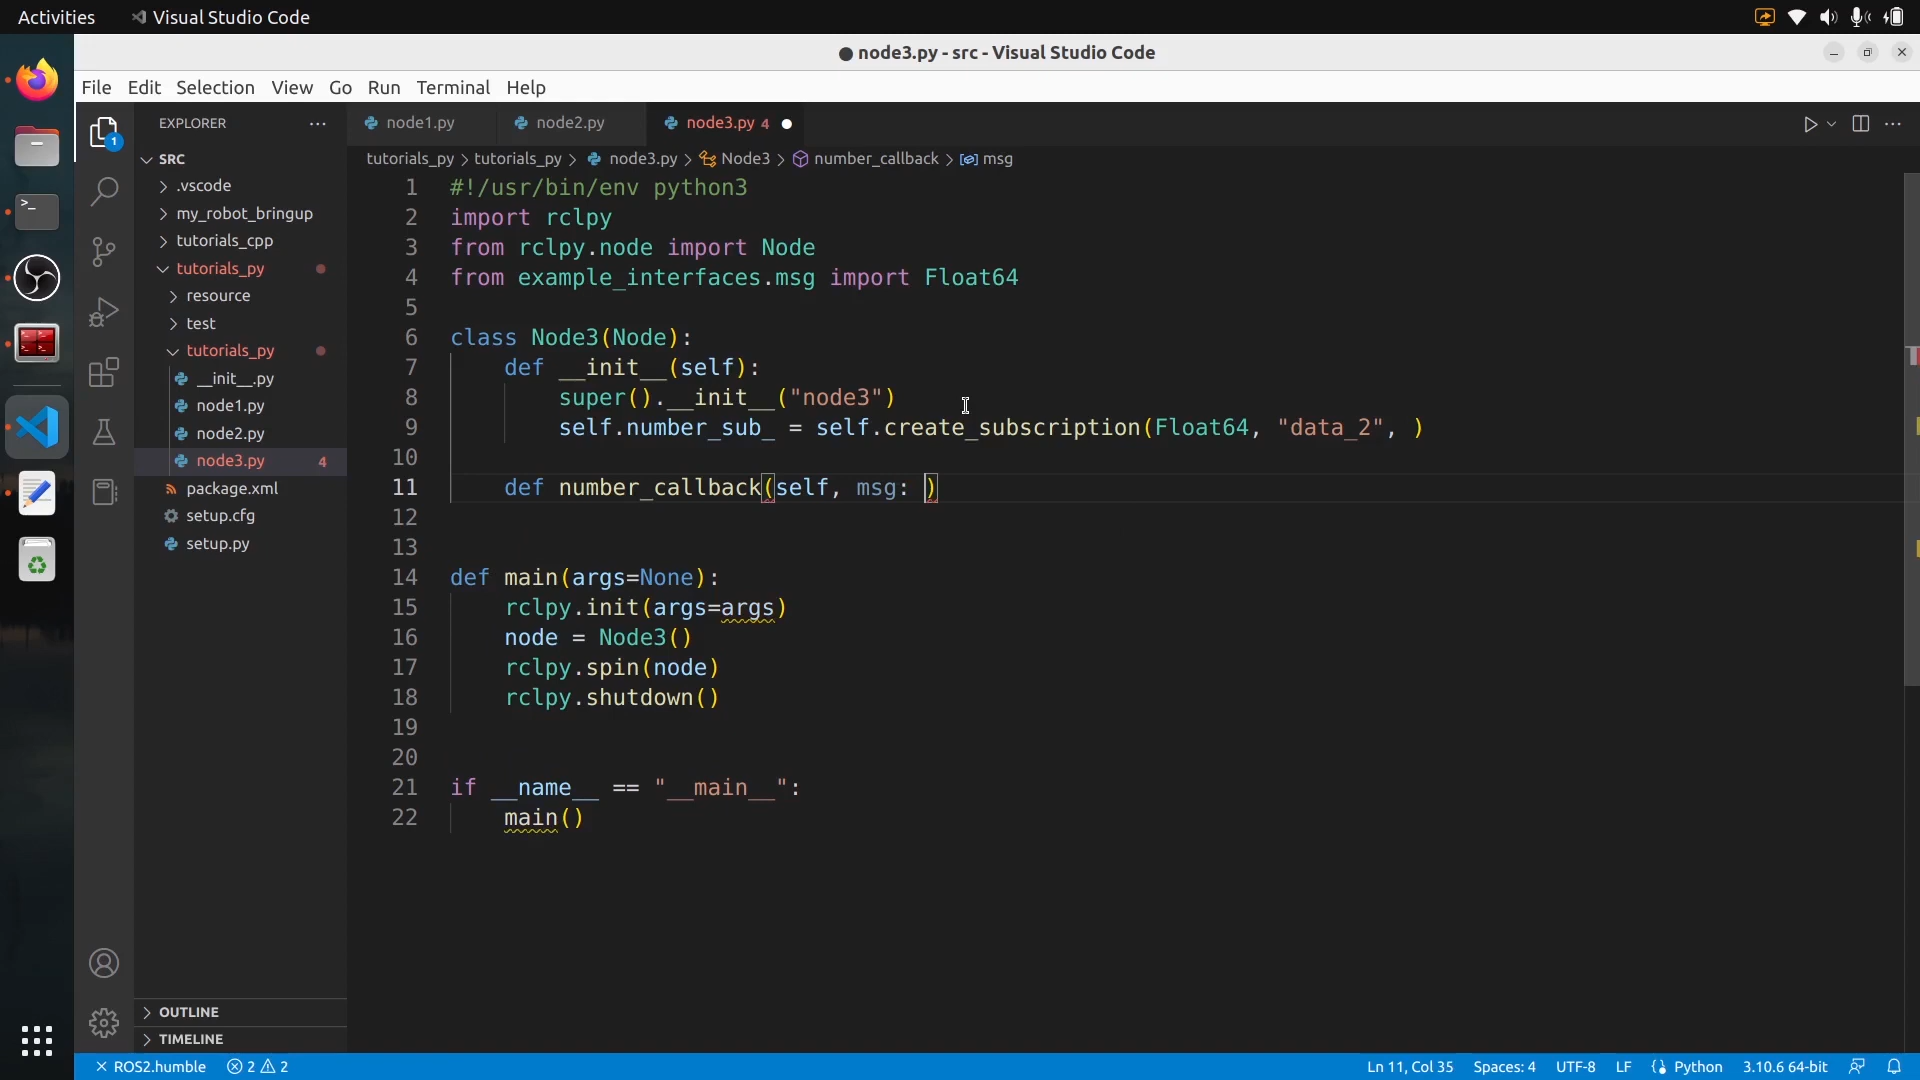 Activities
Visual Studio Code
● node3.py - src - Visual Studio Code
File Edit Selection View Go Run Terminal Help
1
EXPLORER
SRC
.vscode
my_robot_bringup
tutorials_cpp
tutorials_py
resource
test
tutorials_py
__init__.py
node1.py
node2.py
node3.py 4
package.xml
setup.cfg
setup.py
OUTLINE
TIMELINE
node1.py
node2.py
node3.py 4 ●
tutorials_py > tutorials_py > node3.py > Node3 > number_callback > msg
1 #!/usr/bin/env python3
2 import rclpy
3 from rclpy.node import Node
4 from example_interfaces.msg import Float64
5
6 class Node3(Node):
7     def __init__(self):
8         super().__init__("node3")
9         self.number_sub_ = self.create_subscription(Float64, "data_2", )
10
11     def number_callback(self, msg: )
12
13
14 def main(args=None):
15     rclpy.init(args=args)
16     node = Node3()
17     rclpy.spin(node)
18     rclpy.shutdown()
19
20
21 if __name__ == "__main__":
22     main()
ROS2.humble 2 2
Ln 11, Col 35 Spaces: 4 UTF-8 LF Python 3.10.6 64-bit